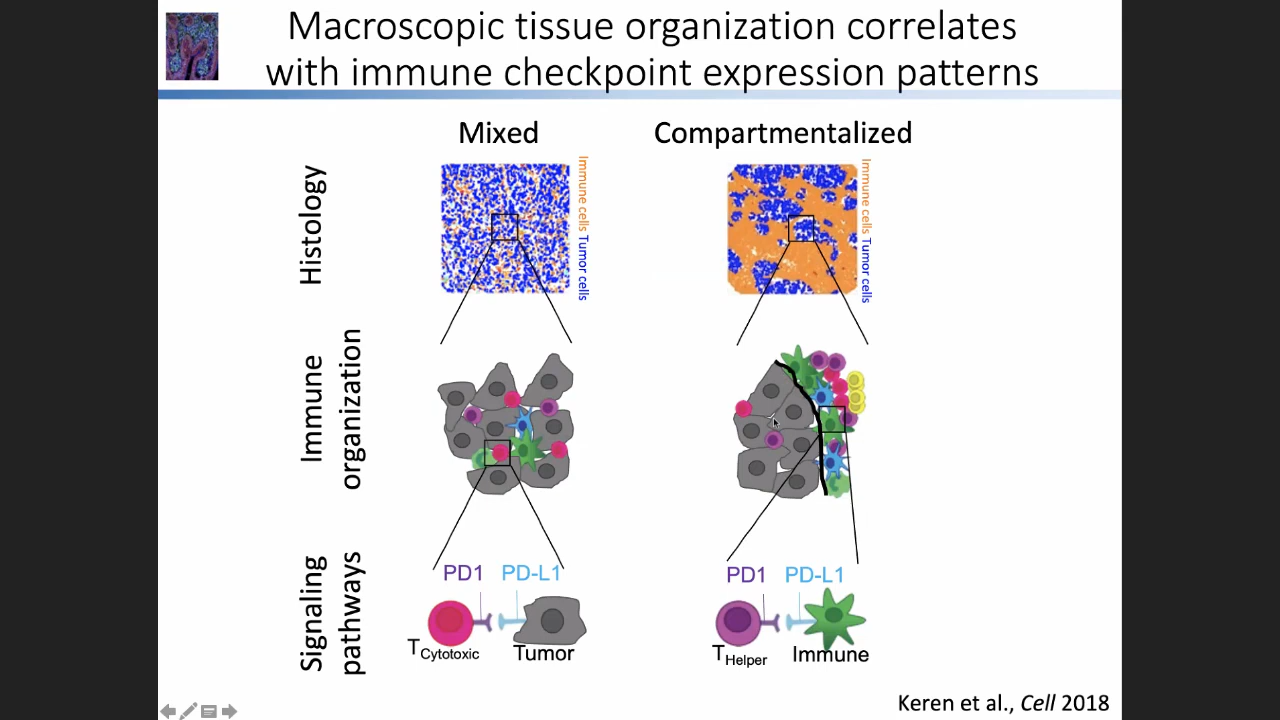 Macroscopic tissue organization correlates
with immune checkpoint expression patterns
Mixed
Compartmentalized
Histology
Immune cells Tumor cells
Immune cells Tumor cells
Immune
organization
Signaling
pathways
PD1 PD-L1
T Cytotoxic Tumor
PD1 PD-L1
T Helper Immune
Keren et al., Cell 2018